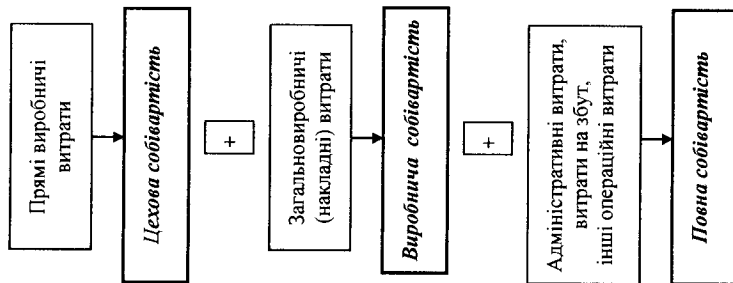 Прямі виробничі
витрати
Цехова собівартість
+
Загальновиробничі
(накладні) витрати
Виробнича собівартість
+
Адміністративні витрати,
витрати на збут,
інші операційні витрати
Повна собівартість